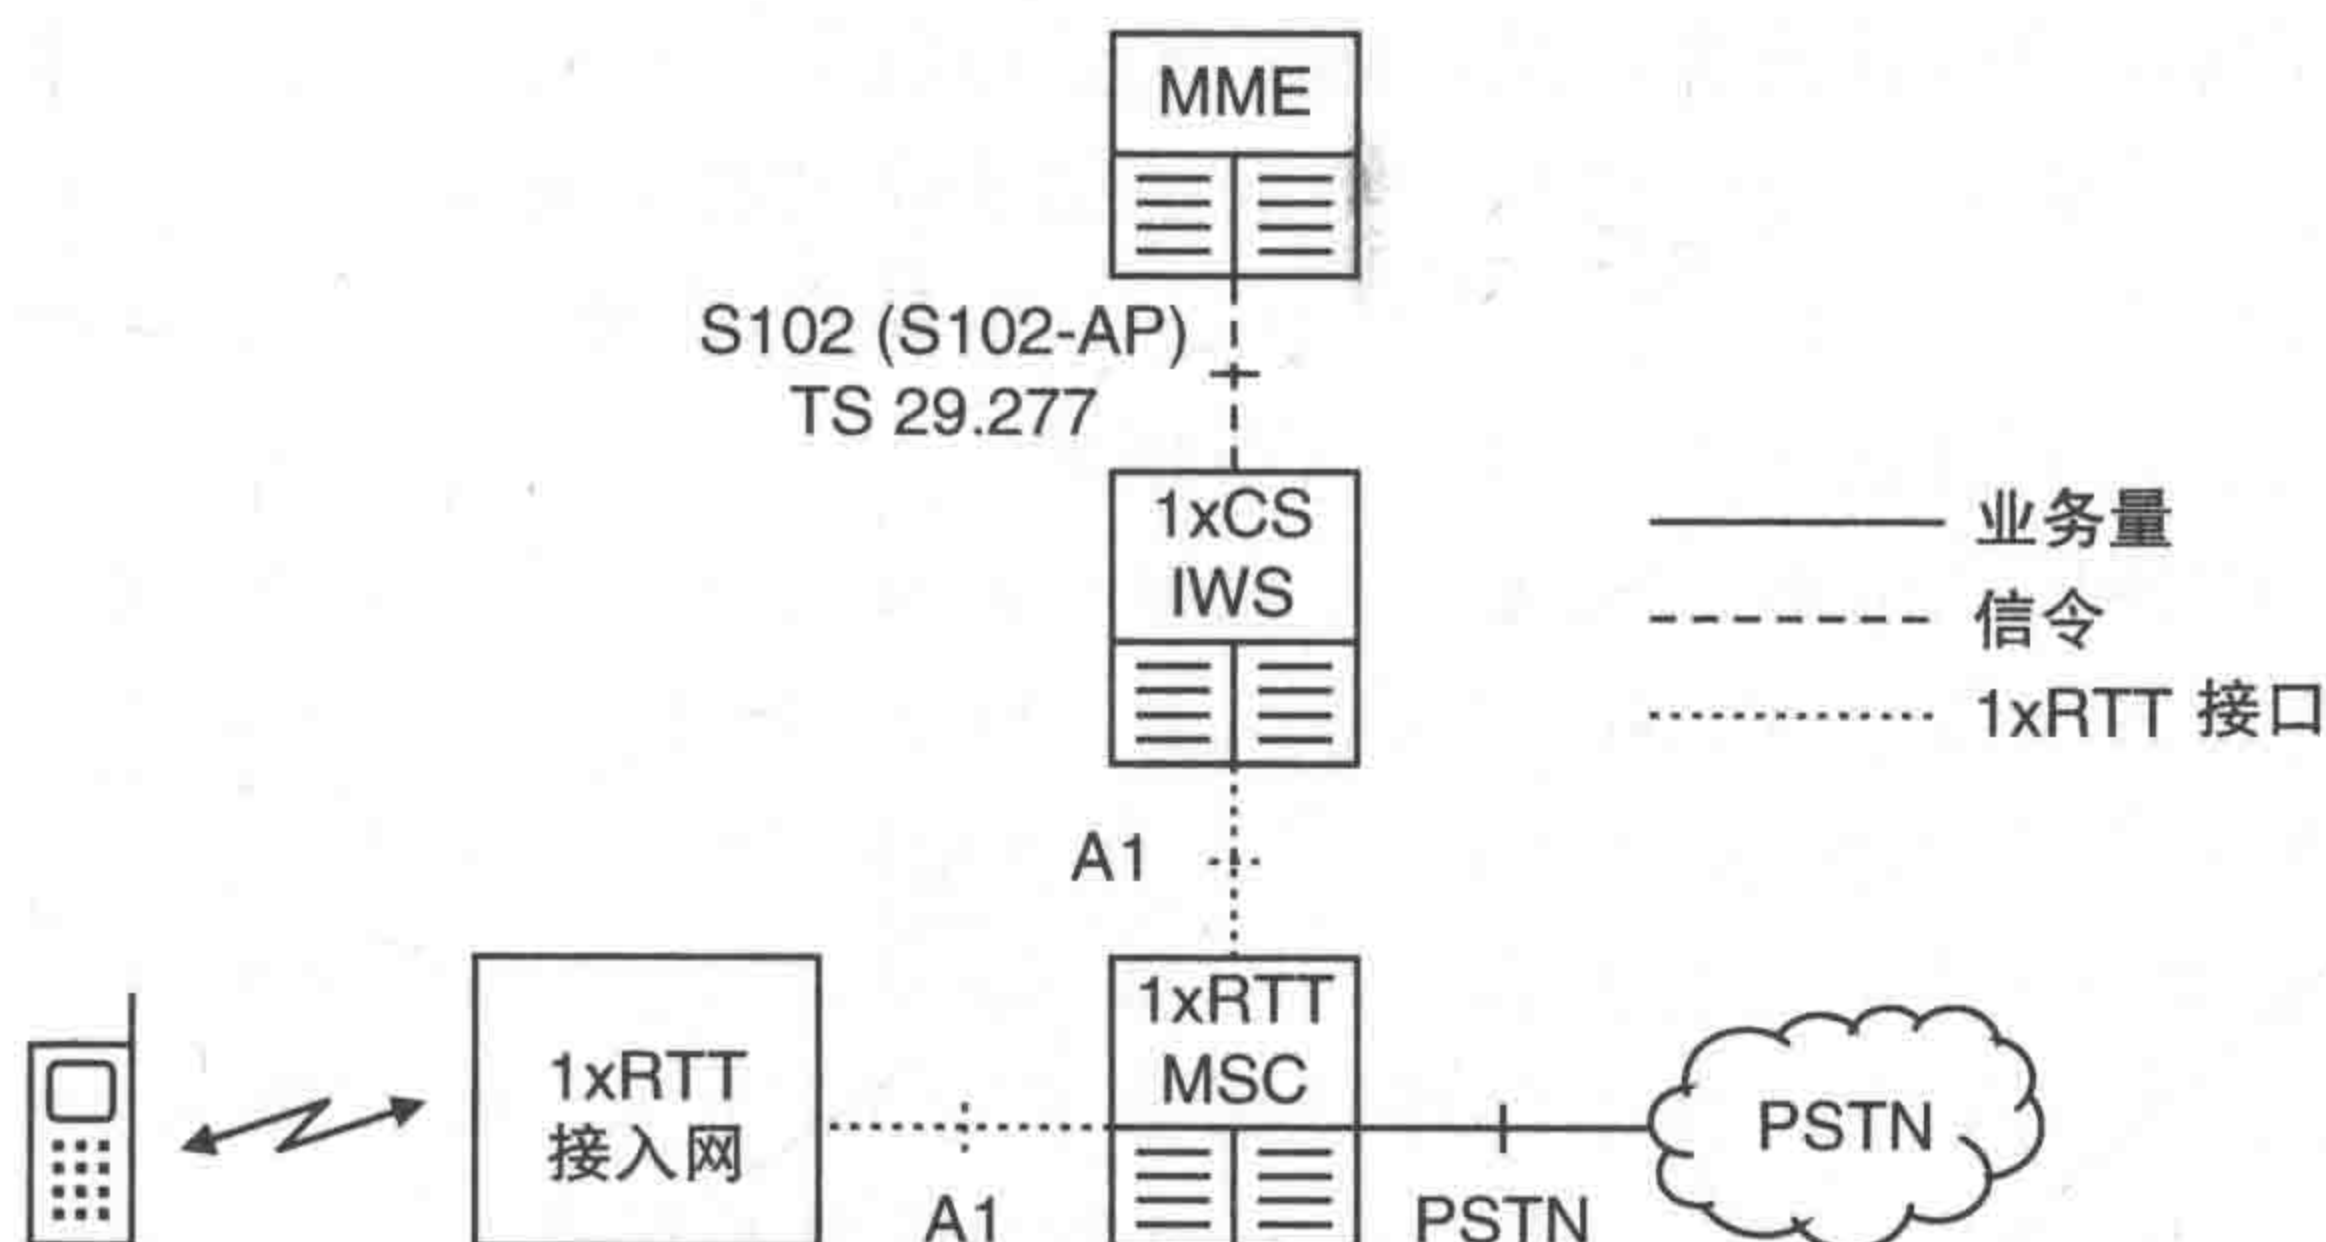 MME
S102 (S102-AP)
TS 29.277
1xCS
IWS
业务量
信令
1xRTT 接口
A1
1xRTT
MSC
1xRTT
接入网
PSTN
A1
PSTN